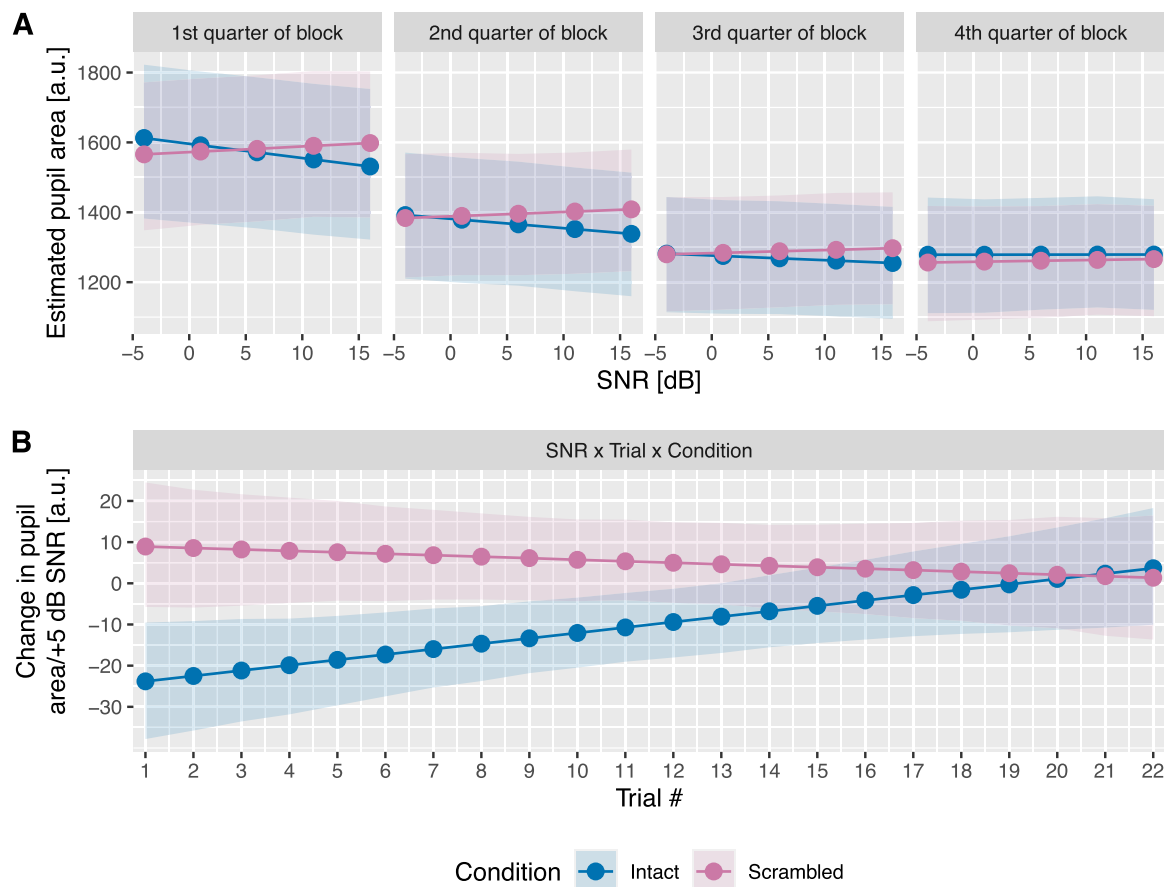 A
1st quarter of block 2nd quarter of block 3rd quarter of block 4th quarter of block
Estimated pupil area [a.u.]
1800
1600
1400
1200
−5 0 5 10 15 −5 0 5 10 15 −5 0 5 10 15 −5 0 5 10 15
SNR [dB]
B
SNR x Trial x Condition
Change in pupil
area/+5 dB SNR [a.u.]
20
10
0
−10
−20
−30
1 2 3 4 5 6 7 8 9 10 11 12 13 14 15 16 17 18 19 20 21 22
Trial #
Condition Intact Scrambled